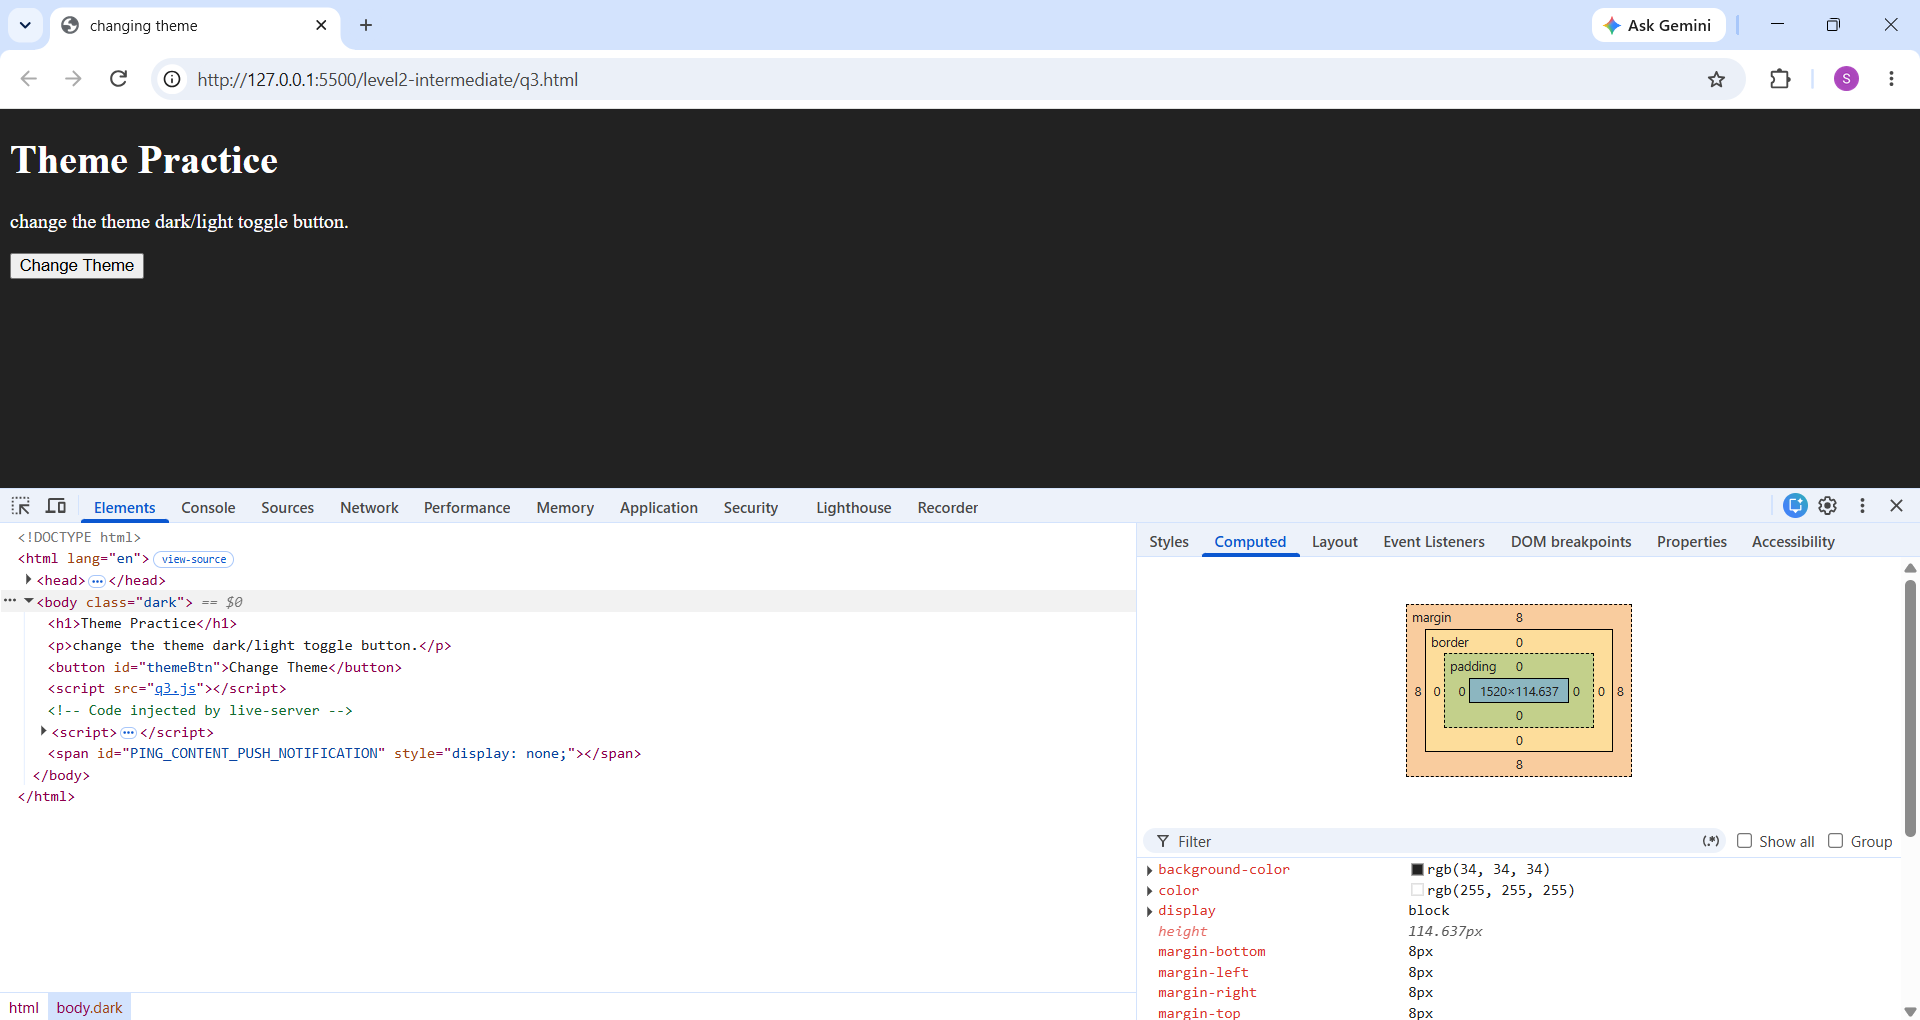 changing theme
Ask Gemini
http://127.0.0.1:5500/level2-intermediate/q3.html
S
Theme Practice
change the theme dark/light toggle button.
Change Theme
Elements Console Sources Network Performance Memory Application Security Lighthouse Recorder
<!DOCTYPE html>
<html lang="en"> view-source
<head> ••• </head>
••• <body class="dark"> == $0
<h1>Theme Practice</h1>
<p>change the theme dark/light toggle button.</p>
<button id="themeBtn">Change Theme</button>
<script src="q3.js"></script>
<!-- Code injected by live-server -->
<script> ••• </script>
<span id="PING_CONTENT_PUSH_NOTIFICATION" style="display: none;"></span>
</body>
</html>
html body.dark
Styles Computed Layout Event Listeners DOM breakpoints Properties Accessibility
margin 8
border 0
padding 0
8 0 0 1520×114.637 0 0 8
0
0
8
Filter (.*) Show all Group
background-color rgb(34, 34, 34)
color rgb(255, 255, 255)
display block
height 114.637px
margin-bottom 8px
margin-left 8px
margin-right 8px
margin-top 8px